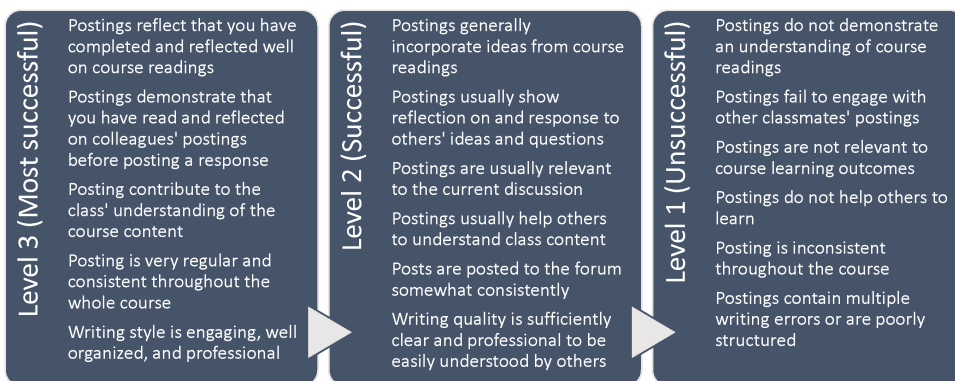 Level 3 (Most successful)
Postings reflect that you have
completed and reflected well
on course readings
Postings demonstrate that
you have read and reflected
on colleagues' postings
before posting a response
Posting contribute to the
class' understanding of the
course content
Posting is very regular and
consistent throughout the
whole course
Writing style is engaging, well
organized, and professional
Level 2 (Successful)
Postings generally
incorporate ideas from course
readings
Postings usually show
reflection on and response to
others' ideas and questions
Postings are usually relevant
to the current discussion
Postings usually help others
to understand class content
Posts are posted to the forum
somewhat consistently
Writing quality is sufficiently
clear and professional to be
easily understood by others
Level 1 (Unsuccessful)
Postings do not demonstrate
an understanding of course
readings
Postings fail to engage with
other classmates' postings
Postings are not relevant to
course learning outcomes
Postings do not help others to
learn
Posting is inconsistent
throughout the course
Postings contain multiple
writing errors or are poorly
structured